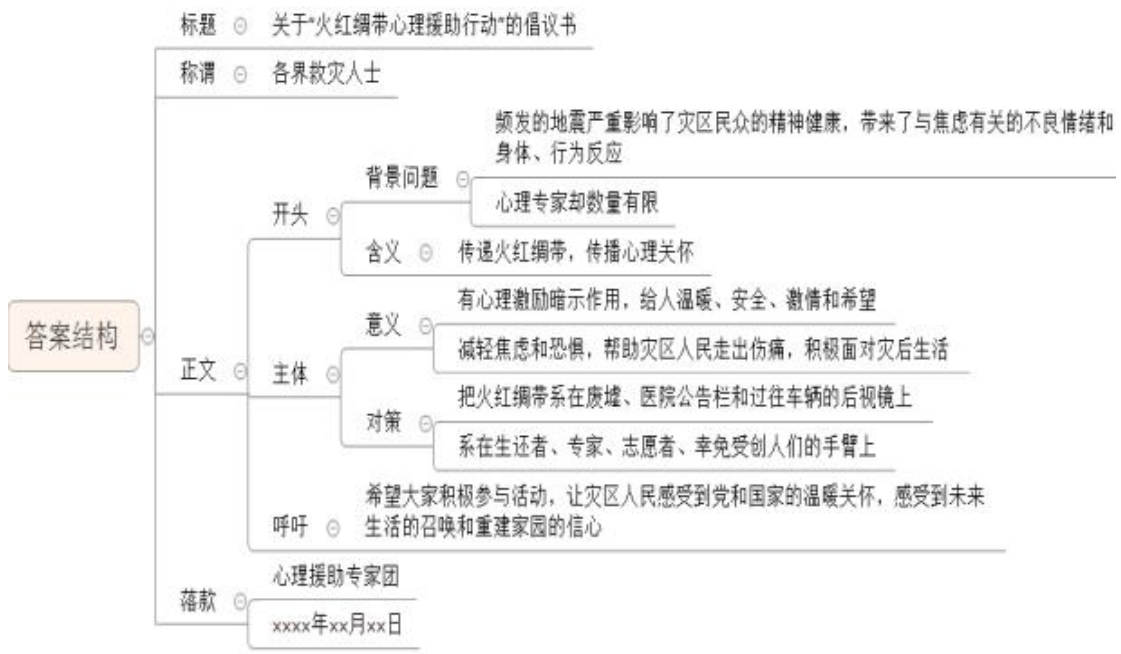 标题
关于“火红绸带心理援助行动”的倡议书
称谓
各界救灾人士
频发的地震严重影响了灾区民众的精神健康，带来了与焦虑有关的不良情绪和
身体、行为反应
背景问题
心理专家却数量有限
开头
含义
传递火红绸带，传播心理关怀
有心理激励暗示作用，给人温暖、安全、激情和希望
意义
减轻焦虑和恐惧，帮助灾区人民走出伤痛，积极面对灾后生活
答案结构
正文
主体
把火红绸带系在废墟、医院公告栏和过往车辆的后视镜上
对策
系在生还者、专家、志愿者、幸免受创人们的手臂上
希望大家积极参与活动，让灾区人民感受到党和国家的温暖关怀，感受到未来
生活的召唤和重建家园的信心
呼吁
心理援助专家团
落款
xxxx年xx月xx日